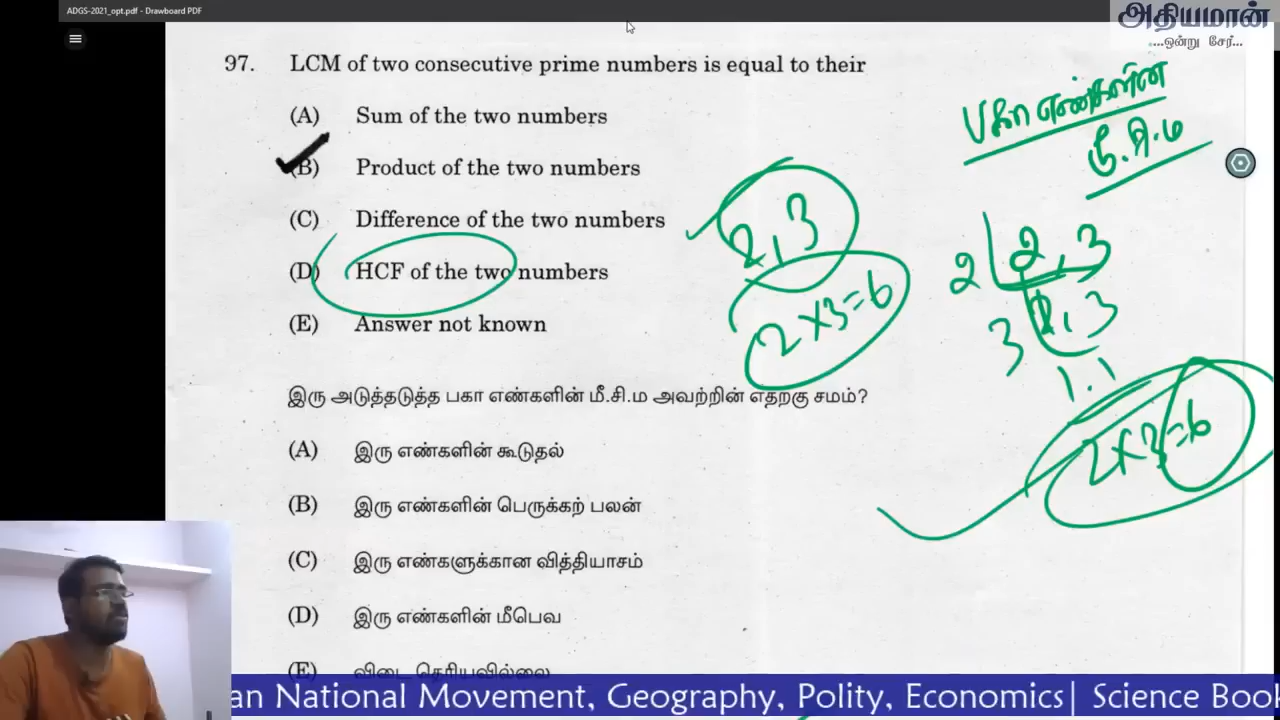 ADGS-2021_opt.pdf - Drawboard PDF
அதியமான்
...ஒன்று சேர்...
97. LCM of two consecutive prime numbers is equal to their
(A) Sum of the two numbers
(B) Product of the two numbers
(C) Difference of the two numbers
(D) HCF of the two numbers
(E) Answer not known
பகா எண்களின்
மீ.சி.ம
2,3
2×3=6
2 2,3
3 1,3
1,1
2×3=6
இரு அடுத்தடுத்த பகா எண்களின் மீ.சி.ம அவற்றின் எதற்கு சமம்?
(A) இரு எண்களின் கூடுதல்
(B) இரு எண்களின் பெருக்கற் பலன்
(C) இரு எண்களுக்கான வித்தியாசம்
(D) இரு எண்களின் மீபெவ
(E) விடை தெரியவில்லை
an National Movement, Geography, Polity, Economics| Science Book